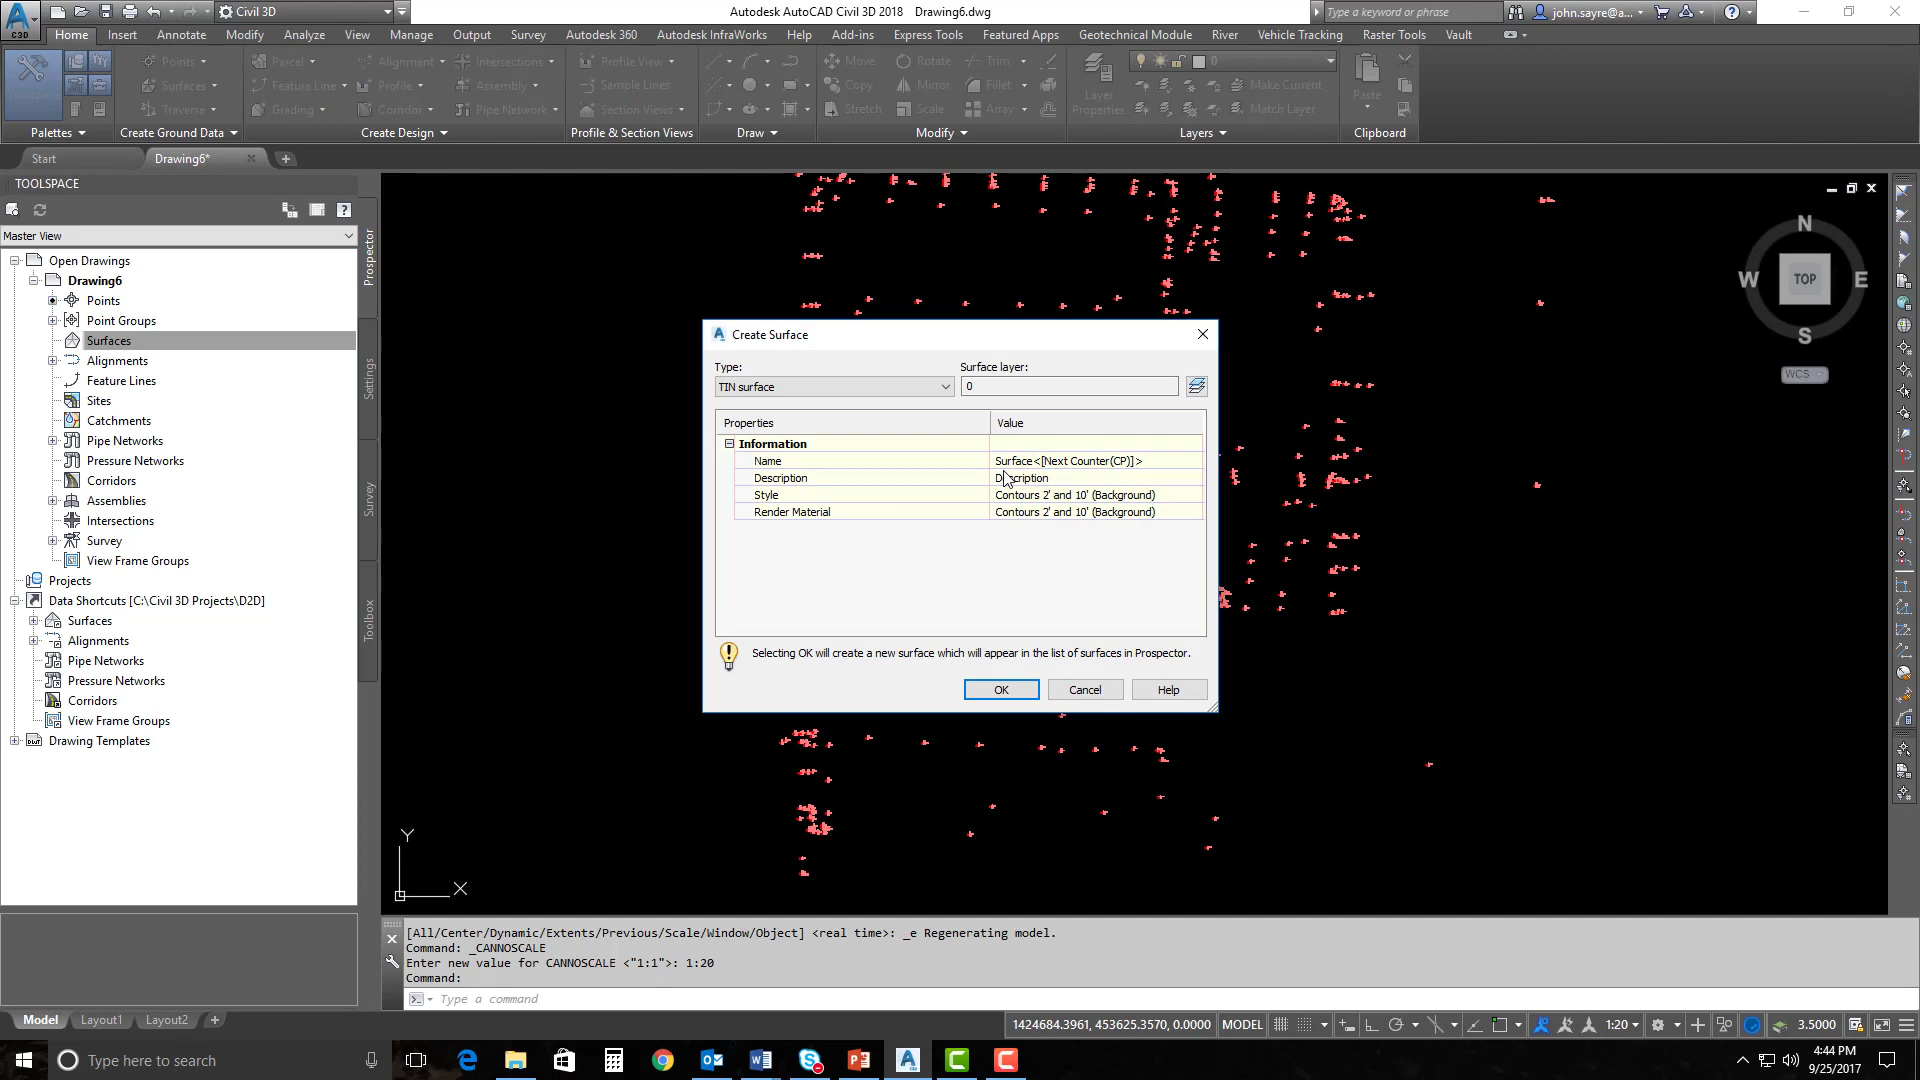 Civil 3D
Autodesk AutoCAD Civil 3D 2018 Drawing6.dwg
Type a keyword or phrase
john.sayre@a...
C3D
Home Insert Annotate Modify Analyze View Manage Output Survey Autodesk 360 Autodesk InfraWorks Help Add-ins Express Tools Featured Apps Geotechnical Module River Vehicle Tracking Raster Tools Vault
Points Parcel Alignment Intersections Profile View Move Rotate Trim 0
Surfaces Feature Line Profile Assembly Sample Lines Copy Mirror Fillet Make Current
Traverse Grading Corridor Pipe Network Section Views Stretch Scale Array Match Layer
Layer Properties
Paste
Palettes Create Ground Data Create Design Profile & Section Views Draw Modify Layers Clipboard
Start Drawing6*
TOOLSPACE
Master View
Open Drawings
Drawing6
Points
Point Groups
Surfaces
Alignments
Feature Lines
Sites
Catchments
Pipe Networks
Pressure Networks
Corridors
Assemblies
Intersections
Survey
View Frame Groups
Projects
Data Shortcuts [C:\Civil 3D Projects\D2D]
Surfaces
Alignments
Pipe Networks
Pressure Networks
Corridors
View Frame Groups
Drawing Templates
Prospector
Settings
Survey
Toolbox
N
W TOP E
S
WCS
Create Surface
Type: Surface layer:
TIN surface 0
Properties Value
Information
Name Surface<[Next Counter(CP)]>
Description Description
Style Contours 2' and 10' (Background)
Render Material Contours 2' and 10' (Background)
Selecting OK will create a new surface which will appear in the list of surfaces in Prospector.
OK Cancel Help
Y
X
[All/Center/Dynamic/Extents/Previous/Scale/Window/Object] <real time>: _e Regenerating model.
Command: _CANNOSCALE
Enter new value for CANNOSCALE <"1:1">: 1:20
Command:
Type a command
Model Layout1 Layout2
1424684.3961, 453625.3570, 0.0000 MODEL 1:20 3.5000
Type here to search
4:44 PM
9/25/2017